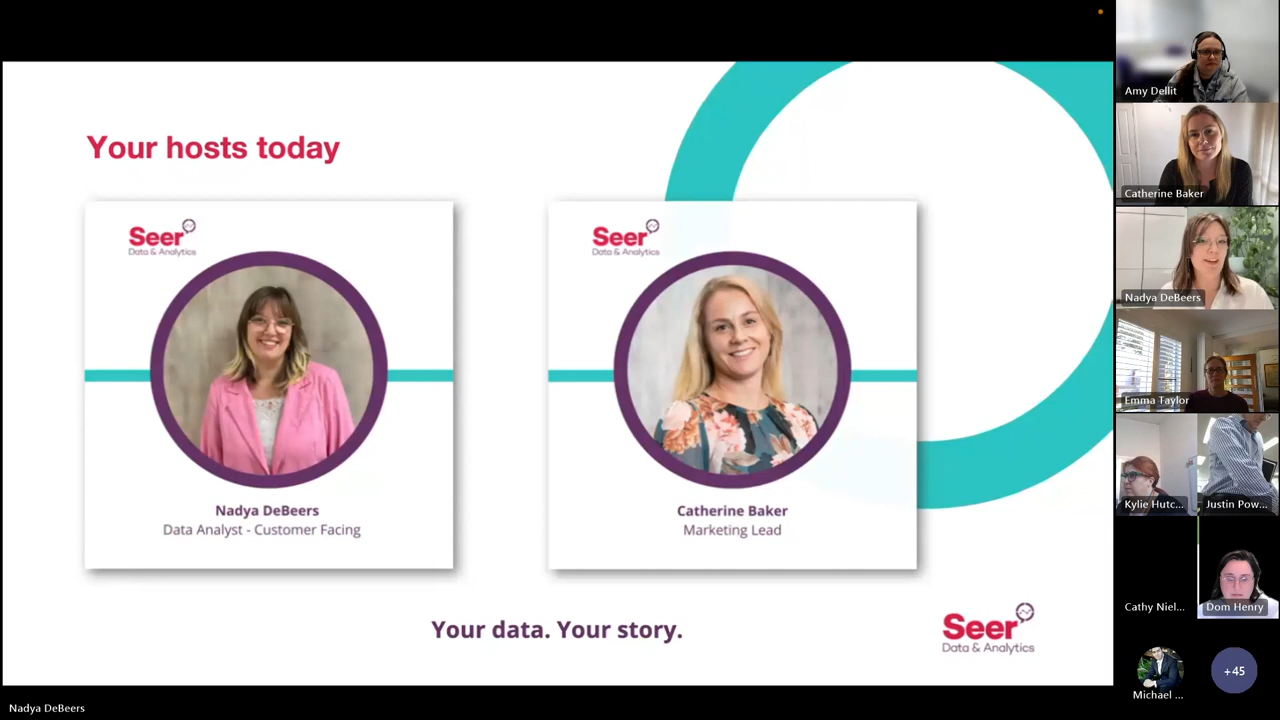 Your hosts today
Seer
Data & Analytics
Nadya DeBeers
Data Analyst - Customer Facing
Seer
Data & Analytics
Catherine Baker
Marketing Lead
Your data. Your story.
Seer
Data & Analytics
Amy Dellit
Catherine Baker
Nadya DeBeers
Emma Taylor
Kylie Hutc...
Justin Pow...
Cathy Niel...
Dom Henry
Michael ...
+45
Nadya DeBeers